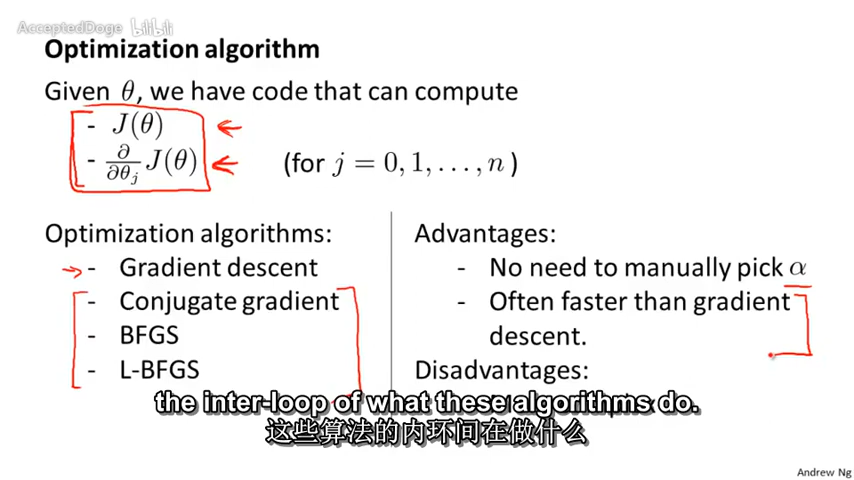 AcceptedDoge bilibili
Optimization algorithm
Given θ, we have code that can compute
- J(θ)
- ∂/∂θj J(θ) (for j = 0, 1, . . . , n )
Optimization algorithms:
- Gradient descent
- Conjugate gradient
- BFGS
- L-BFGS
Advantages:
- No need to manually pick α
- Often faster than gradient
descent.
Disadvantages:
the inter-loop of what these algorithms do.
这些算法的内环间在做什么
Andrew Ng